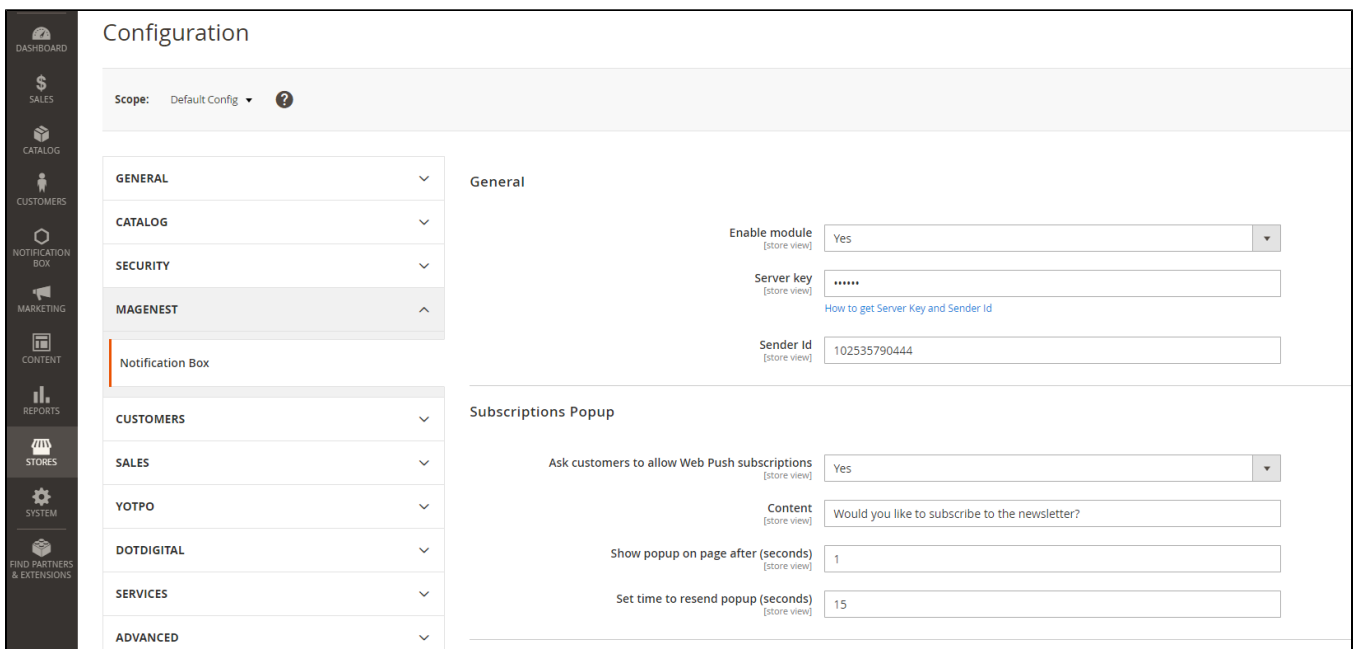 DASHBOARD
SALES
CATALOG
CUSTOMERS
NOTIFICATION
BOX
MARKETING
CONTENT
REPORTS
STORES
SYSTEM
FIND PARTNERS
& EXTENSIONS
Configuration
Scope: Default Config ?
GENERAL
CATALOG
SECURITY
MAGENEST
Notification Box
CUSTOMERS
SALES
YOTPO
DOTDIGITAL
SERVICES
ADVANCED
General
Enable module Yes
[store view]
Server key ••••••
[store view]
How to get Server Key and Sender Id
Sender Id 102535790444
[store view]
Subscriptions Popup
Ask customers to allow Web Push subscriptions Yes
[store view]
Content Would you like to subscribe to the newsletter?
[store view]
Show popup on page after (seconds) 1
[store view]
Set time to resend popup (seconds) 15
[store view]